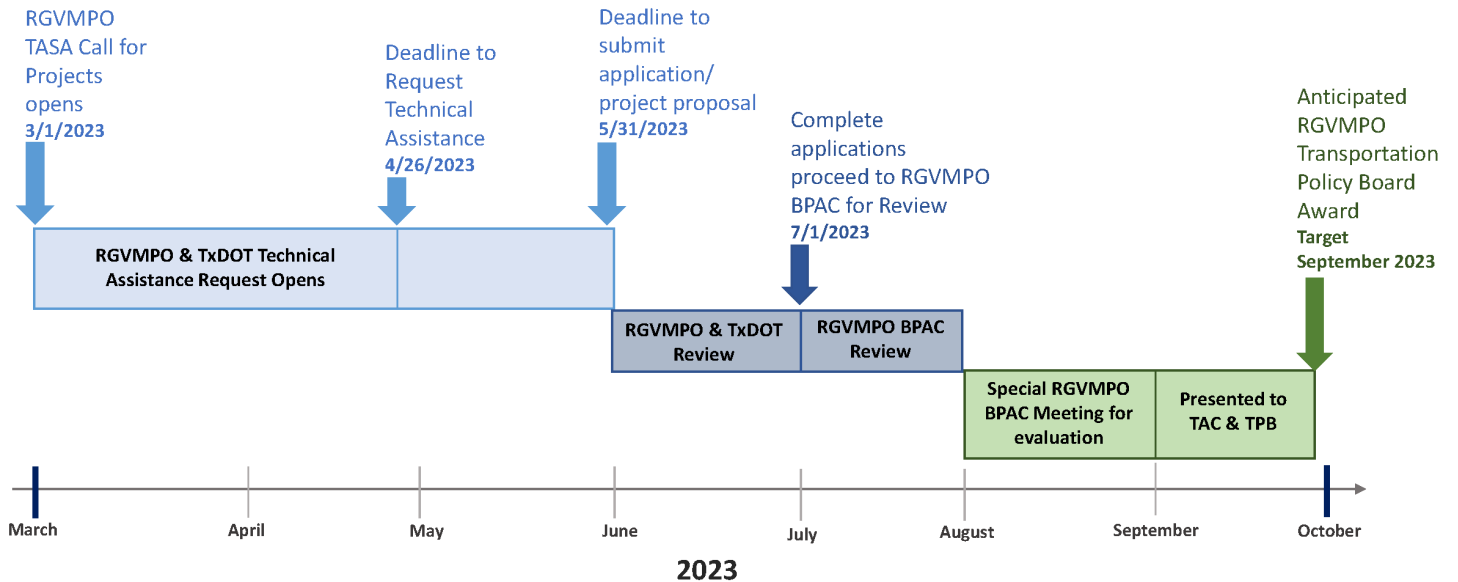 RGVMPO
TASA Call for
Projects
opens
3/1/2023
Deadline to
Request
Technical
Assistance
4/26/2023
Deadline to
submit
application/
project proposal
5/31/2023
Complete
applications
proceed to RGVMPO
BPAC for Review
7/1/2023
Anticipated
RGVMPO
Transportation
Policy Board
Award
Target
September 2023
RGVMPO & TxDOT Technical
Assistance Request Opens
RGVMPO & TxDOT
Review
RGVMPO BPAC
Review
Special RGVMPO
BPAC Meeting for
evaluation
Presented to
TAC & TPB
March
April
May
June
July
August
September
October
2023